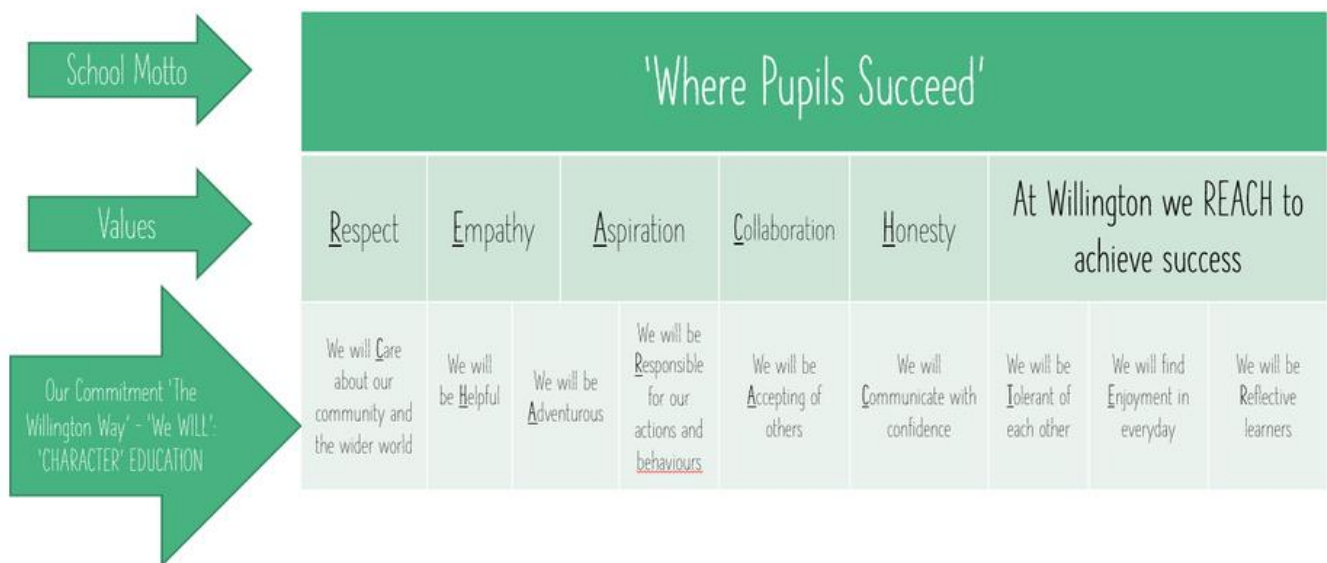 School Motto
'Where Pupils Succeed'
Values
Respect
Empathy
Aspiration
Collaboration
Honesty
At Willington we REACH to
achieve success
Our Commitment 'The
Willington Way' - 'We WILL':
'CHARACTER' EDUCATION
We will Care
about our
community and
the wider world
We will
be Helpful
We will be
Adventurous
We will be
Responsible
for our
actions and
behaviours
We will be
Accepting of
others
We will
Communicate with
confidence
We will be
Tolerant of
each other
We will find
Enjoyment in
everyday
We will be
Reflective
learners